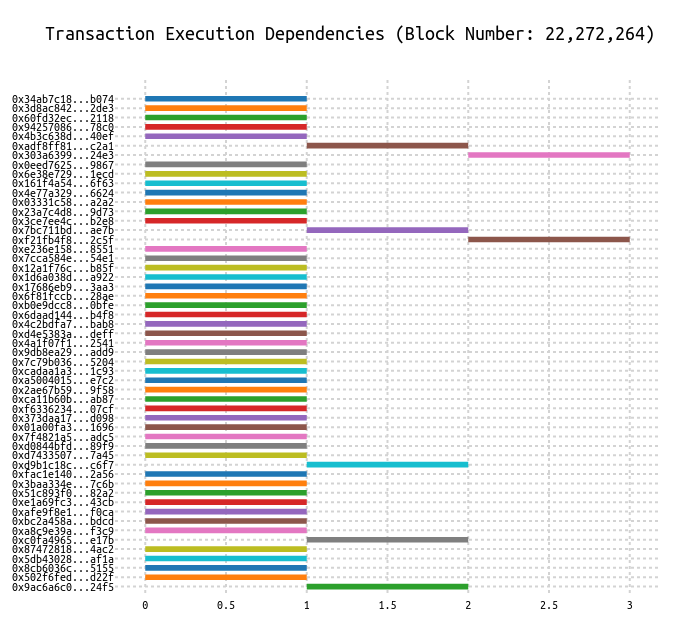 Transaction Execution Dependencies (Block Number: 22,272,264)
0x34ab7c18...b074
0x3d8ac842...2de3
0x60fd32ec...2118
0x94257086...78c0
0x4b3c638d...40ef
0xadf8ff81...c2a1
0x303a6399...24e3
0x0eed7625...9867
0x6e38e729...1ecd
0x161f4a54...6f63
0x4e77a329...6624
0x03331c58...a2a2
0x23a7c4d8...9d73
0x3ce7ee4c...b2e8
0x7bc711bd...ae7b
0xf21fb4f8...2c5f
0xe236e158...8551
0x7cca584e...54e1
0x12a1f76c...b85f
0x1d6a038d...a922
0x17686eb9...3aa3
0x6f81fccb...28ae
0xb0e9dcc8...0bfe
0x6daad144...b4f8
0x4c2bdfa7...bab8
0xd4e5383a...deff
0x4a1f07f1...2541
0x9db8ea29...add9
0x7c79b036...5204
0xcadaa1a3...1c93
0xa5004015...e7c2
0x2ae67b59...9f58
0xca11b60b...ab87
0xf6336234...07cf
0x373daa17...d098
0x01a00fa3...1696
0x7f4821a5...adc5
0xd0844bfd...89f9
0xd7433507...7a45
0xd9b1c18c...c6f7
0xfac1e140...2a56
0x3baa334e...7c6b
0x51c893f0...82a2
0xe1a69fc3...43cb
0xafe9f8e1...f0ca
0xbc2a458a...bdcd
0xa8c9e39a...f3c9
0xc0fa4965...e17b
0x87472818...4ac2
0x5db43028...af1a
0x8cb6036c...5155
0x502f6fed...d22f
0x9ac6a6c0...24f5
0 0.5 1 1.5 2 2.5 3